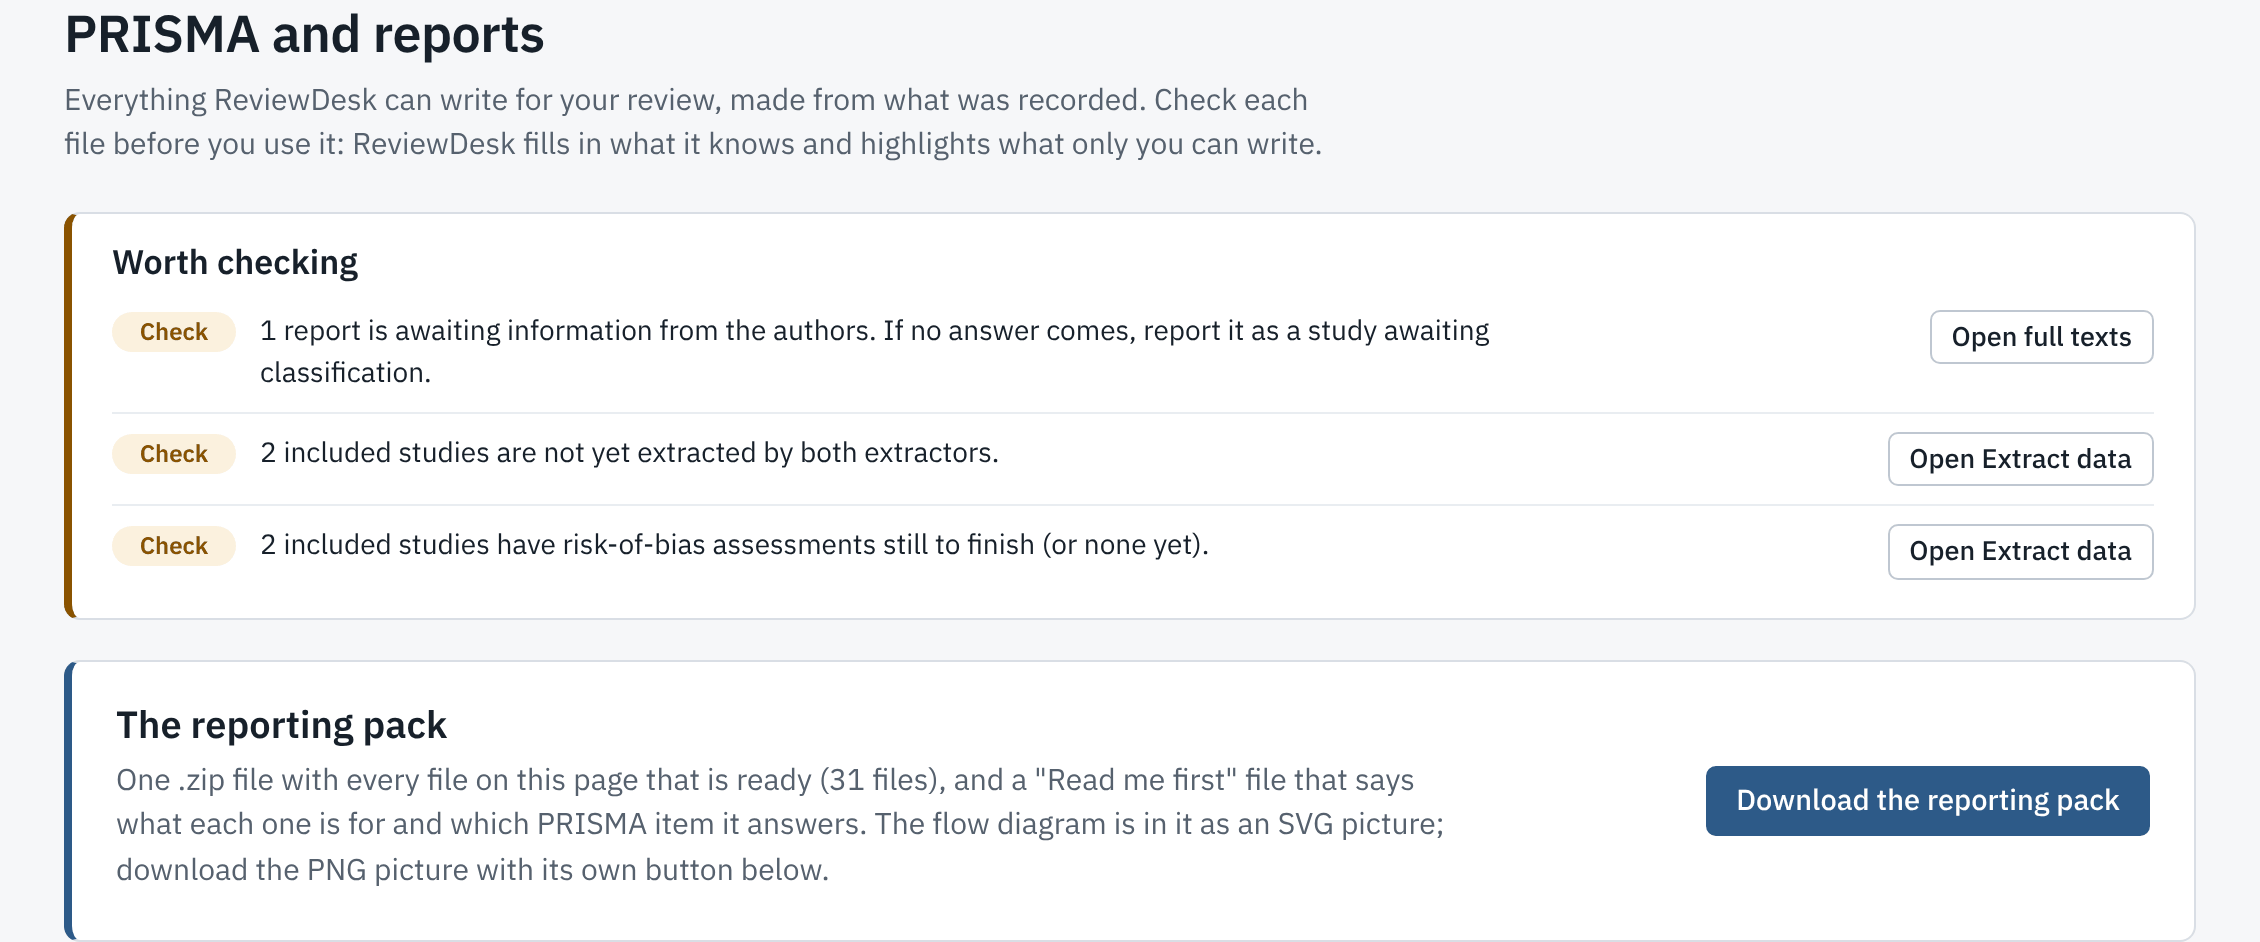 PRISMA and reports
Everything ReviewDesk can write for your review, made from what was recorded. Check each
file before you use it: ReviewDesk fills in what it knows and highlights what only you can write.
Worth checking
Check
1 report is awaiting information from the authors. If no answer comes, report it as a study awaiting
classification.
Open full texts
Check
2 included studies are not yet extracted by both extractors.
Open Extract data
Check
2 included studies have risk-of-bias assessments still to finish (or none yet).
Open Extract data
The reporting pack
One .zip file with every file on this page that is ready (31 files), and a "Read me first" file that says
what each one is for and which PRISMA item it answers. The flow diagram is in it as an SVG picture;
download the PNG picture with its own button below.
Download the reporting pack